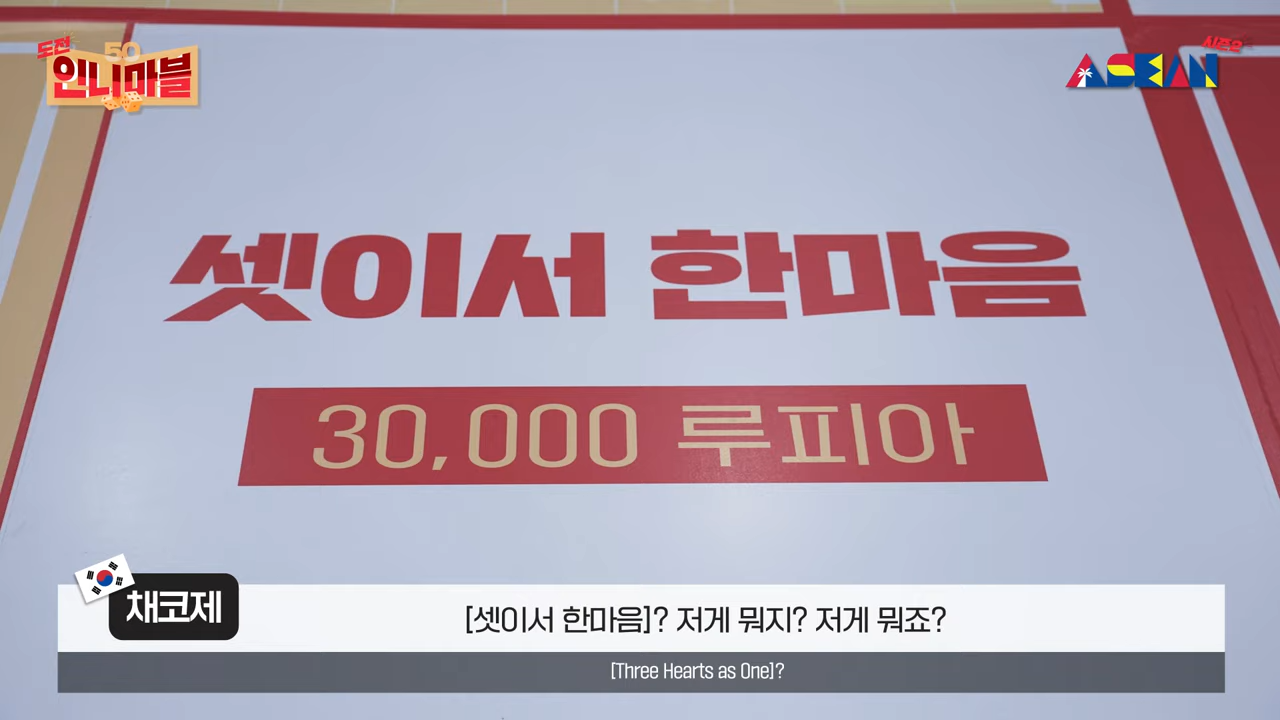 도전
50
인니마블
시즌2
ASEAN
셋이서 한마음
30,000 루피아
채코제
[셋이서 한마음]? 저게 뭐지? 저게 뭐죠?
[Three Hearts as One]?